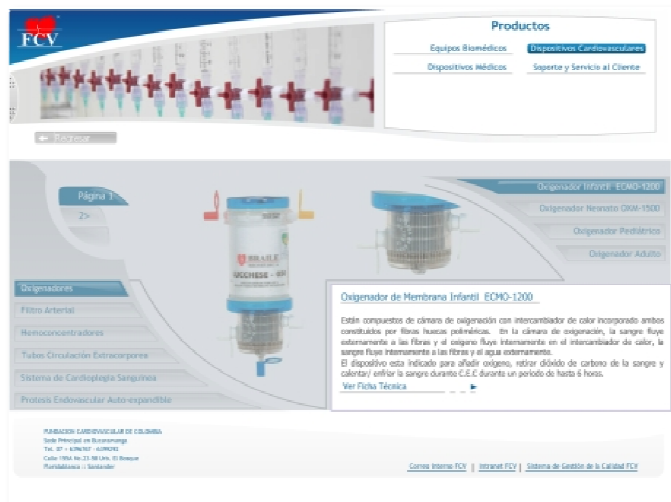 FCV
Productos
Equipos Biomédicos
Dispositivos Cardiovasculares
Dispositivos Médicos
Soporte y Servicio al Cliente
Regresar
Página 1
Oxigenador Infantil ECMO-1200
Oxigenador Neonato OXM-1500
Oxigenador Pediátrico
Oxigenador Adulto
BRAILE
Oxigenadores
Filtro Arterial
Hemoconcentradores
Tubos Circulación Extracorporea
Sistema de Cardioplegia Sanguínea
Protesis Endovascular Auto-expandible
Oxigenador de Membrana Infantil ECMO-1200
Están compuestos de cámara de oxigenación con intercambiador de calor incorporado ambos
constituidos por fibras huecas poliméricas. En la cámara de oxigenación, la sangre fluye
externamente a las fibras y el oxígeno fluye internamente en el intercambiador de calor, la
sangre fluye internamente a las fibras y el agua externamente.
El dispositivo esta indicado para añadir oxígeno, retirar dióxido de carbono de la sangre y
calentar/ enfriar la sangre durante C.E.C durante un periodo de hasta 6 horas.
Ver Ficha Técnica
FUNDACION CARDIOVASCULAR DE COLOMBIA
Sede Principal en Bucaramanga
Floridablanca - Santander
Correo Interno FCV | Intranet FCV | Sistema de Gestión de la Calidad FCV